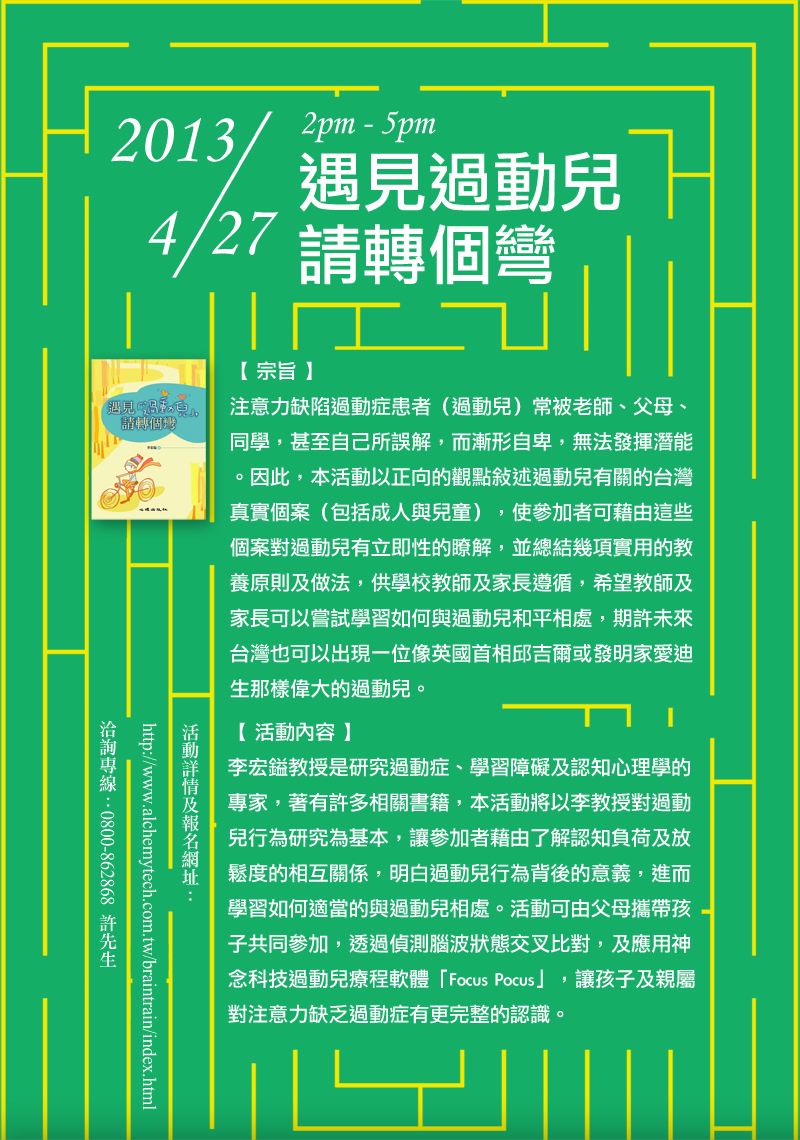 2013/
4/27
2pm - 5pm
遇見過動兒
請轉個彎
遇見過動兒
請轉個彎
【 宗旨 】
注意力缺陷過動症患者（過動兒）常被老師、父母、
同學，甚至自己所誤解，而漸形自卑，無法發揮潛能
。因此，本活動以正向的觀點敍述過動兒有關的台灣
真實個案（包括成人與兒童），使參加者可藉由這些
個案對過動兒有立即性的瞭解，並總結幾項實用的教
養原則及做法，供學校教師及家長遵循，希望教師及
家長可以嘗試學習如何與過動兒和平相處，期許未來
台灣也可以出現一位像英國首相邱吉爾或發明家愛迪
生那樣偉大的過動兒。
【 活動內容 】
李宏鎰教授是研究過動症、學習障礙及認知心理學的
專家，著有許多相關書籍，本活動將以李教授對過動
兒行為研究為基本，讓參加者藉由了解認知負荷及放
鬆度的相互關係，明白過動兒行為背後的意義，進而
學習如何適當的與過動兒相處。活動可由父母攜帶孩
子共同參加，透過偵測腦波狀態交叉比對，及應用神
念科技過動兒療程軟體「Focus Pocus」，讓孩子及親屬
對注意力缺乏過動症有更完整的認識。
活動詳情及報名網址：
http://www.alchemytech.com.tw/braintrain/index.html
洽詢專線：0800-862868 許先生